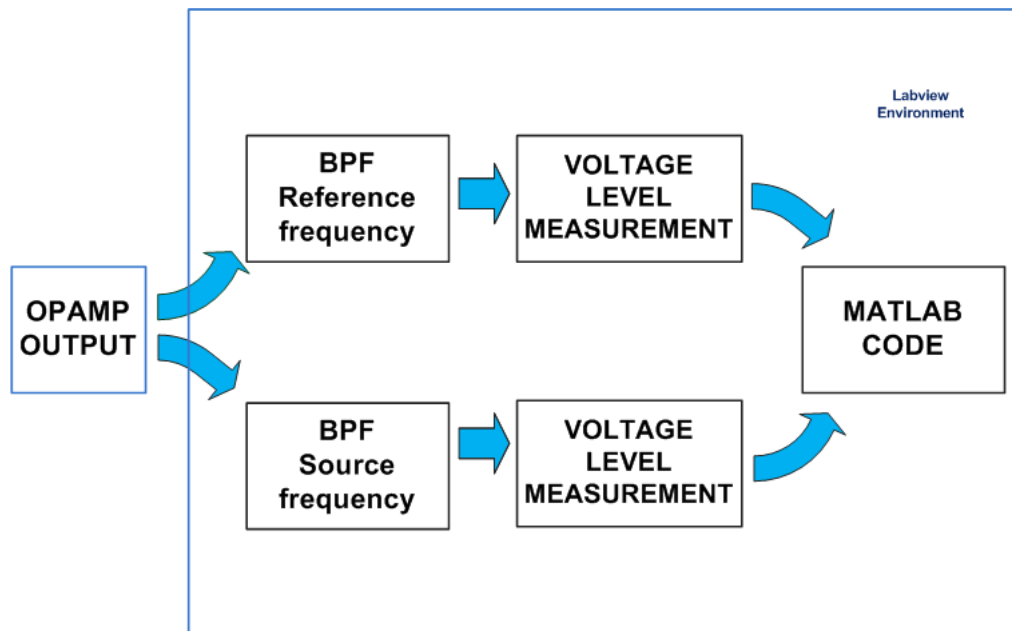 Labview
Environment
BPF
Reference
frequency
VOLTAGE
LEVEL
MEASUREMENT
OPAMP
OUTPUT
MATLAB
CODE
BPF
Source
frequency
VOLTAGE
LEVEL
MEASUREMENT